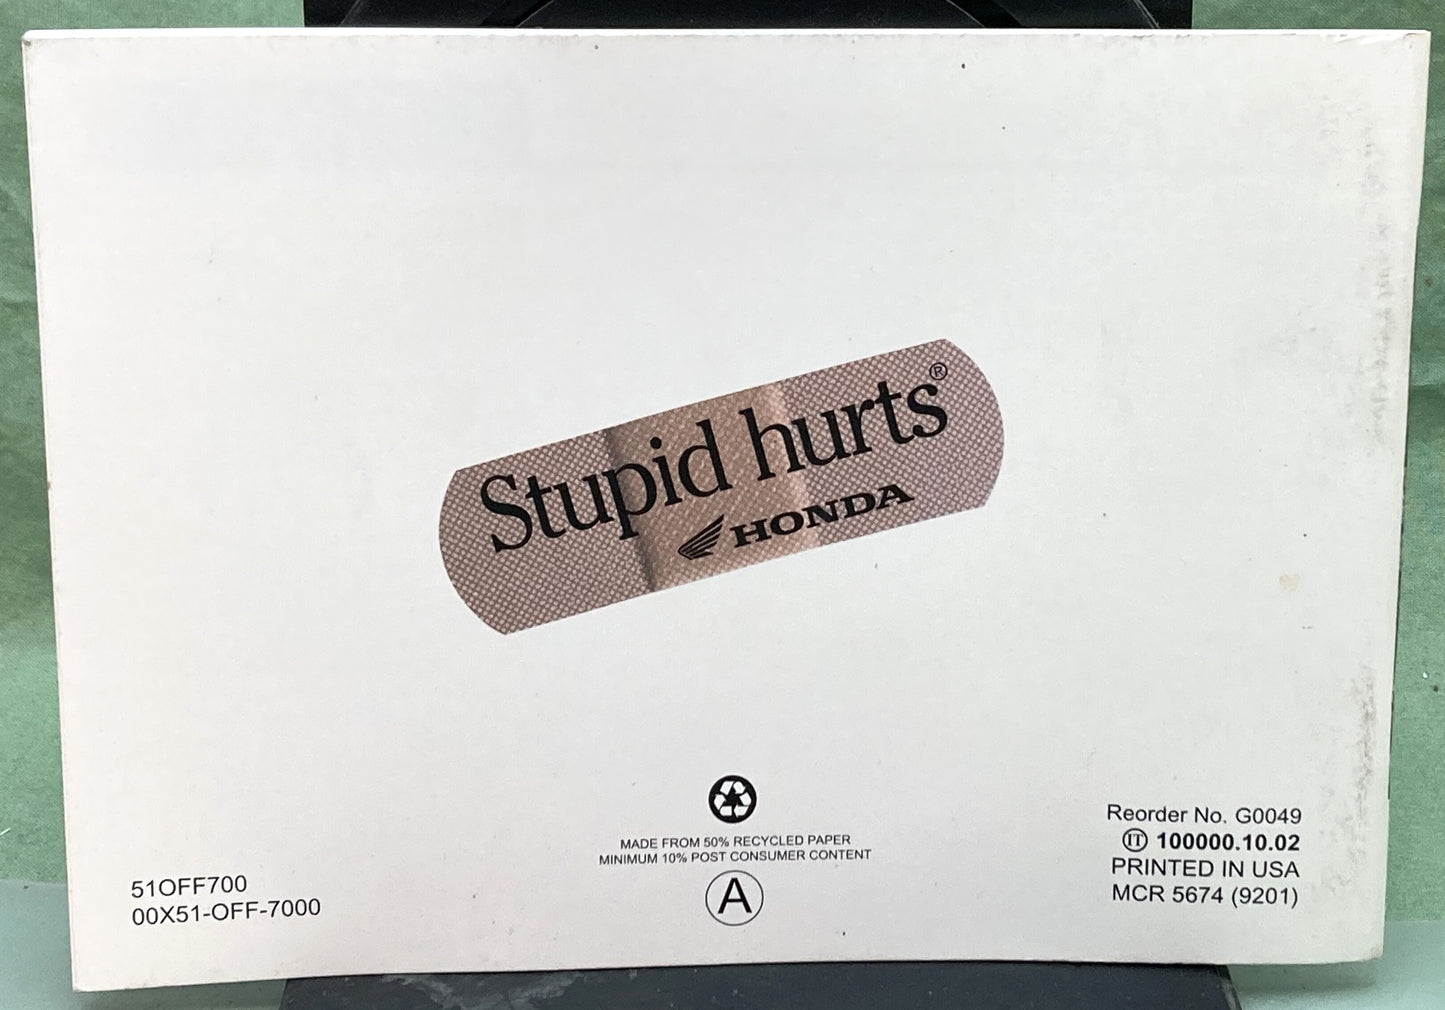 Stupid hurts®
HONDA
MADE FROM 50% RECYCLED PAPER
MINIMUM 10% POST CONSUMER CONTENT
A
51OFF700
00X51-OFF-7000
Reorder No. G0049
IT 100000.10.02
PRINTED IN USA
MCR 5674 (9201)